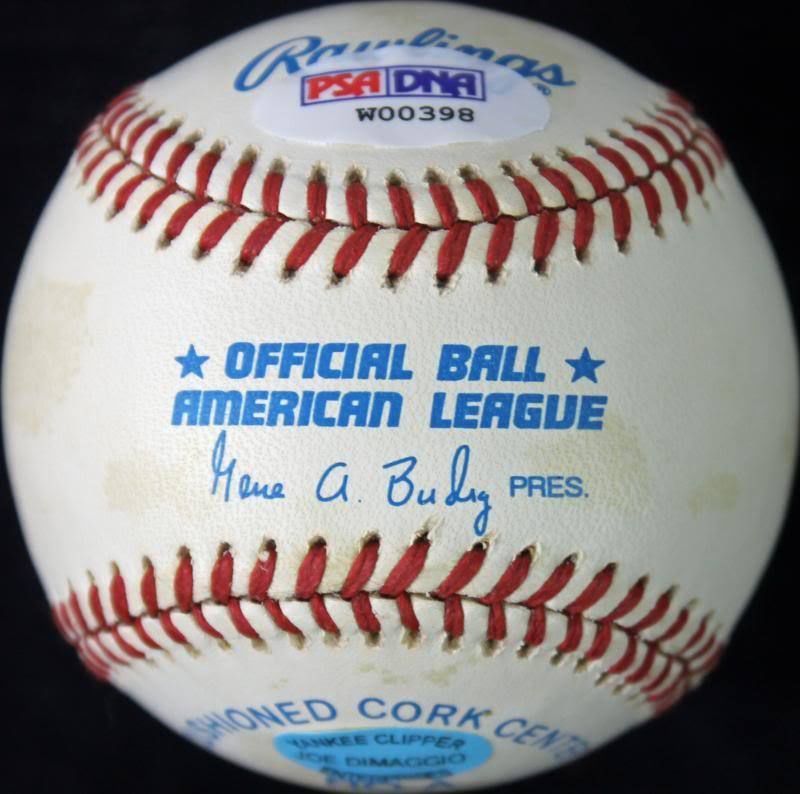 Rawlings
PSA DNA
W00398
★ OFFICIAL BALL ★
AMERICAN LEAGUE
Gene A. Budig PRES.
SHIONED CORK CENT
YANKEE CLIPPER
JOE DIMAGGIO